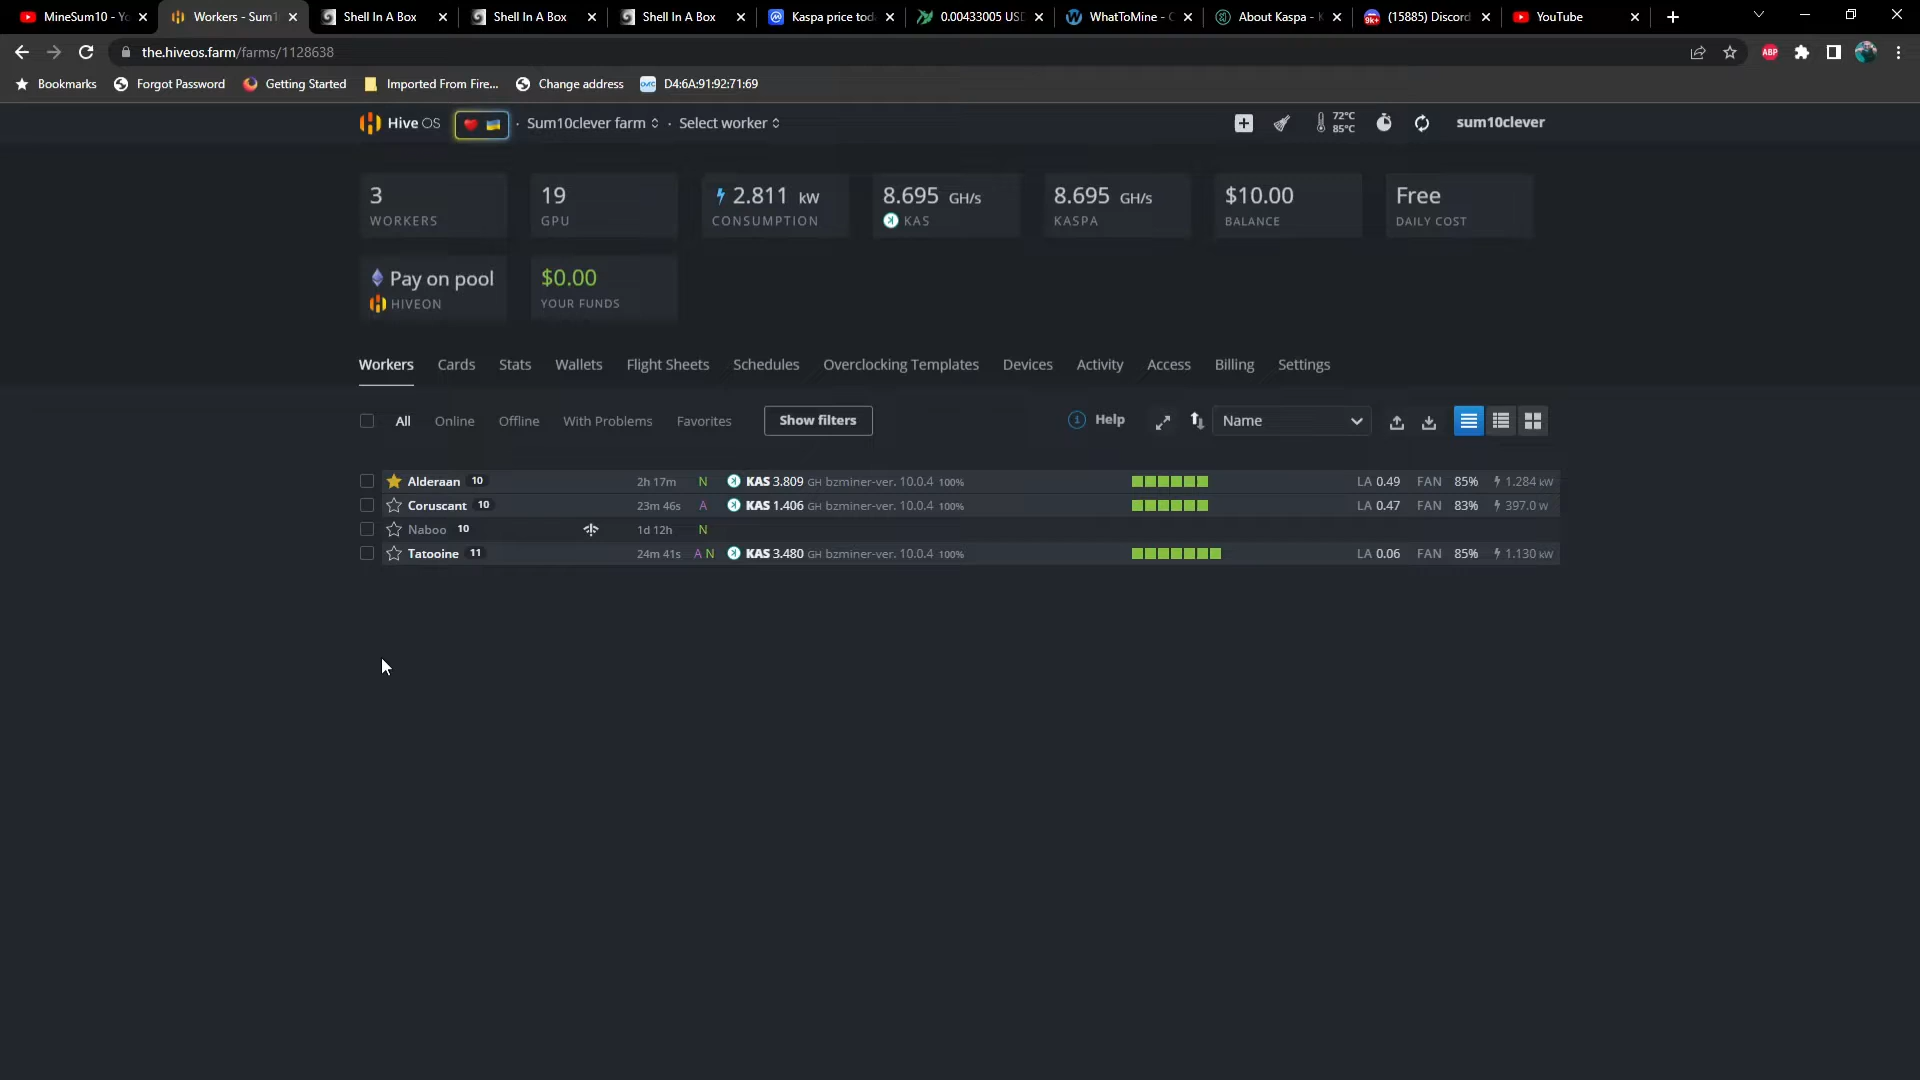 MineSum10 - Yo
Workers - Sum1
Shell In A Box
Shell In A Box
Shell In A Box
Kaspa price tod
0.00433005 USD
WhatToMine - C
About Kaspa - K
(15885) Discord
YouTube
the.hiveos.farm/farms/1128638
ABP
Bookmarks
Forgot Password
Getting Started
Imported From Fire...
Change address
D4:6A:91:92:71:69
Hive OS · Sum10clever farm · Select worker
72°C
85°C
sum10clever
3
WORKERS
19
GPU
2.811 kW
CONSUMPTION
8.695 GH/s
KAS
8.695 GH/s
KASPA
$10.00
BALANCE
Free
DAILY COST
Pay on pool
HIVEON
$0.00
YOUR FUNDS
Workers Cards Stats Wallets Flight Sheets Schedules Overclocking Templates Devices Activity Access Billing Settings
All Online Offline With Problems Favorites Show filters Help Name
Alderaan 10 2h 17m N KAS 3.809 GH bzminer-ver. 10.0.4 100% LA 0.49 FAN 85% 1.284 kW
Coruscant 10 23m 46s A KAS 1.406 GH bzminer-ver. 10.0.4 100% LA 0.47 FAN 83% 397.0 W
Naboo 10 1d 12h N
Tatooine 11 24m 41s A N KAS 3.480 GH bzminer-ver. 10.0.4 100% LA 0.06 FAN 85% 1.130 kW